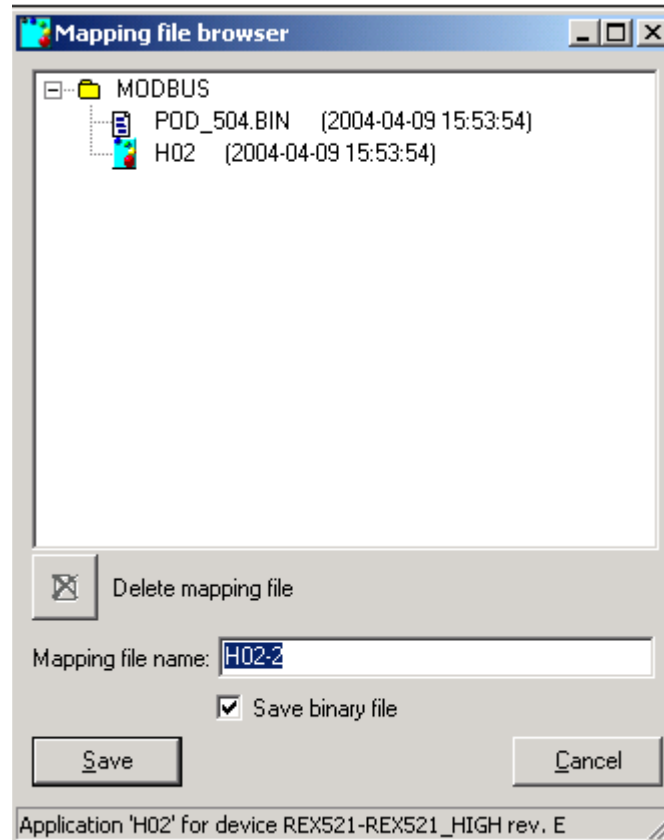 Mapping file browser
MODBUS
POD_504.BIN (2004-04-09 15:53:54)
H02 (2004-04-09 15:53:54)
Delete mapping file
Mapping file name: H02-2
Save binary file
Save Cancel
Application 'H02' for device REX521-REX521_HIGH rev. E